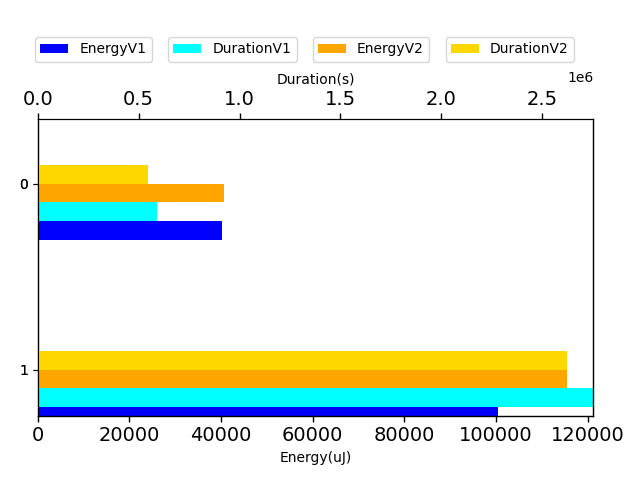 EnergyV1 DurationV1 EnergyV2 DurationV2
Duration(s)
1e6
0.0 0.5 1.0 1.5 2.0 2.5
0
1
0 20000 40000 60000 80000 100000 120000
Energy(uJ)